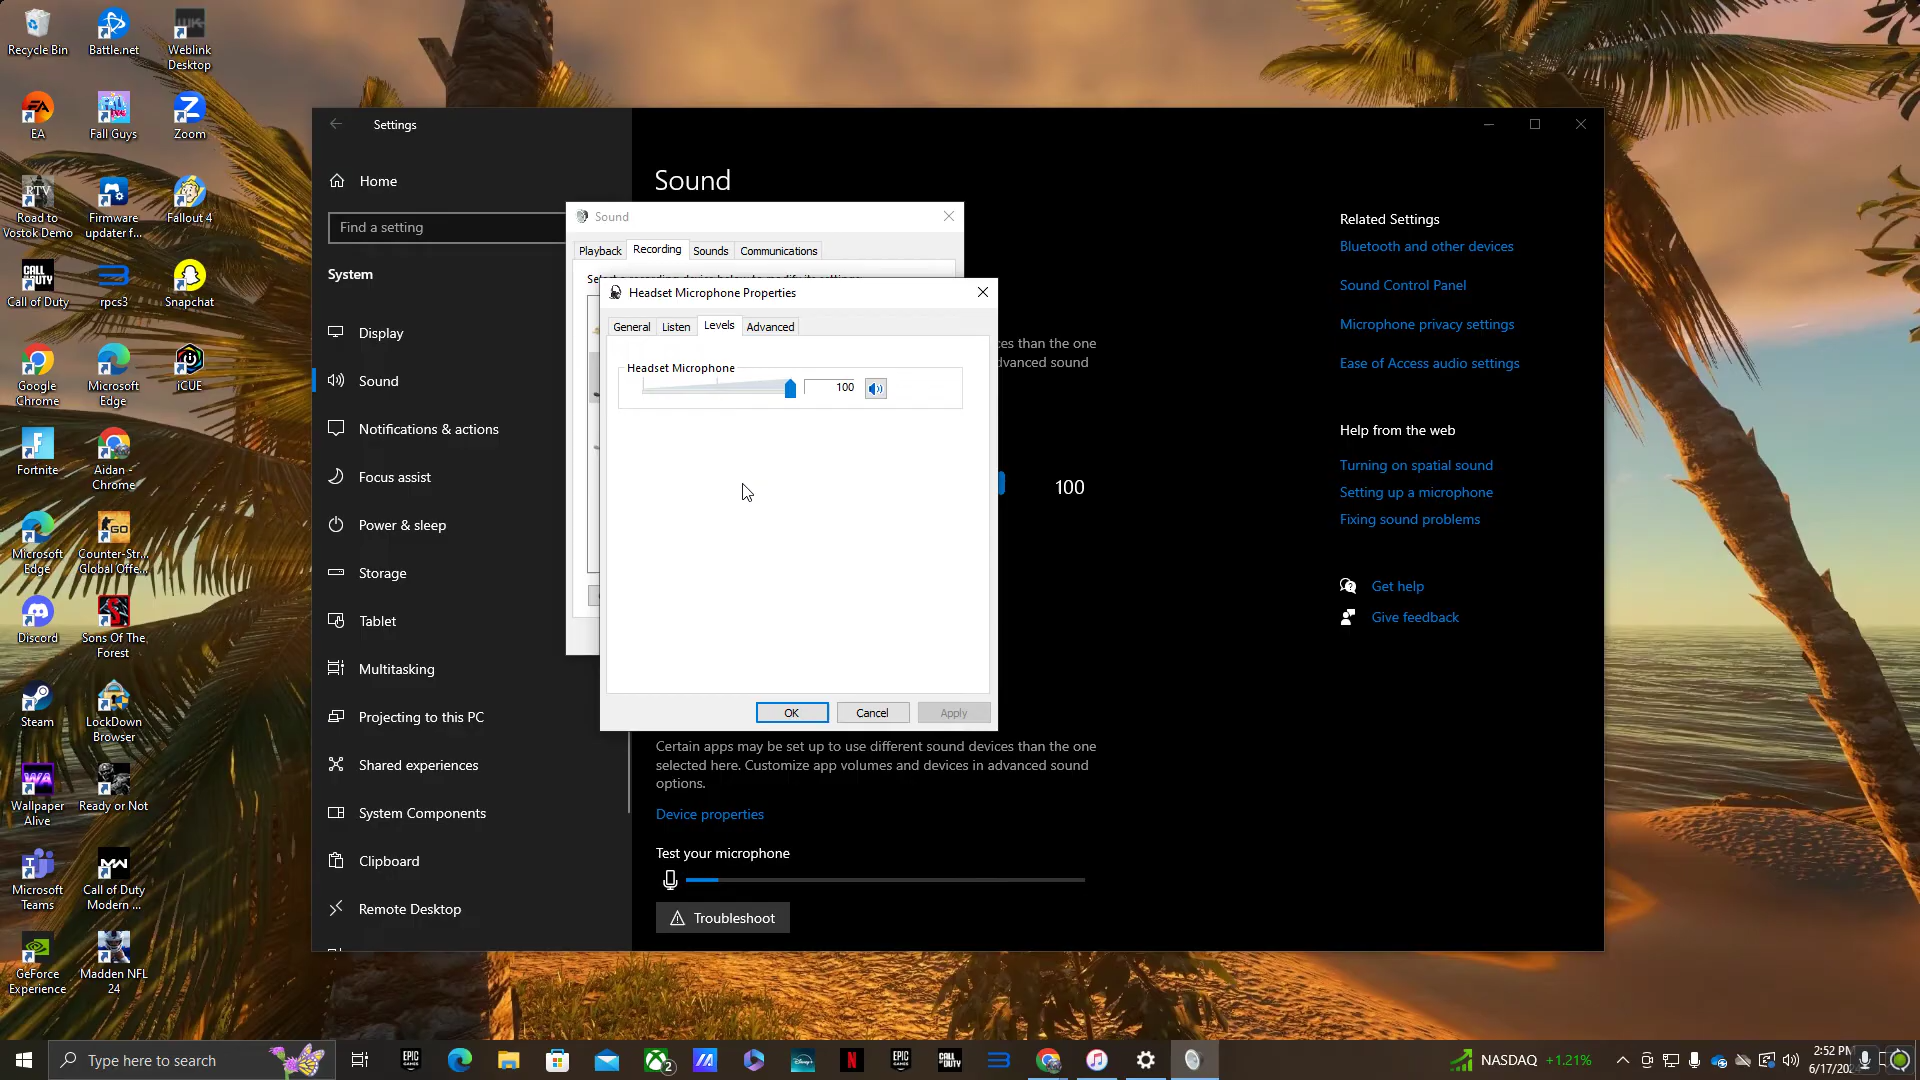 Recycle Bin
Battle.net
Weblink
Desktop
EA
Fall Guys
Zoom
RTV
Road to
Vostok Demo
Firmware
updater f...
Fallout 4
CALL OF DUTY
Call of Duty
rpcs3
Snapchat
Google
Chrome
Microsoft
Edge
iCUE
Fortnite
Aidan -
Chrome
Microsoft
Edge
Counter-Str...
Global Offe...
Discord
Sons Of The
Forest
Steam
LockDown
Browser
WA
Wallpaper
Alive
Ready or Not
Microsoft
Teams
Call of Duty
Modern ...
GeForce
Experience
Madden NFL
24
Settings
Home
Find a setting
System
Display
Sound
Notifications & actions
Focus assist
Power & sleep
Storage
Tablet
Multitasking
Projecting to this PC
Shared experiences
System Components
Clipboard
Remote Desktop
Sound
Sound
Playback
Recording
Sounds
Communications
Headset Microphone Properties
General
Listen
Levels
Advanced
Headset Microphone
100
OK
Cancel
Apply
ces than the one
dvanced sound
100
Certain apps may be set up to use different sound devices than the one
selected here. Customize app volumes and devices in advanced sound
options.
Device properties
Test your microphone
Troubleshoot
Related Settings
Bluetooth and other devices
Sound Control Panel
Microphone privacy settings
Ease of Access audio settings
Help from the web
Turning on spatial sound
Setting up a microphone
Fixing sound problems
Get help
Give feedback
Type here to search
NASDAQ +1.21%
2:52 PM
6/17/20